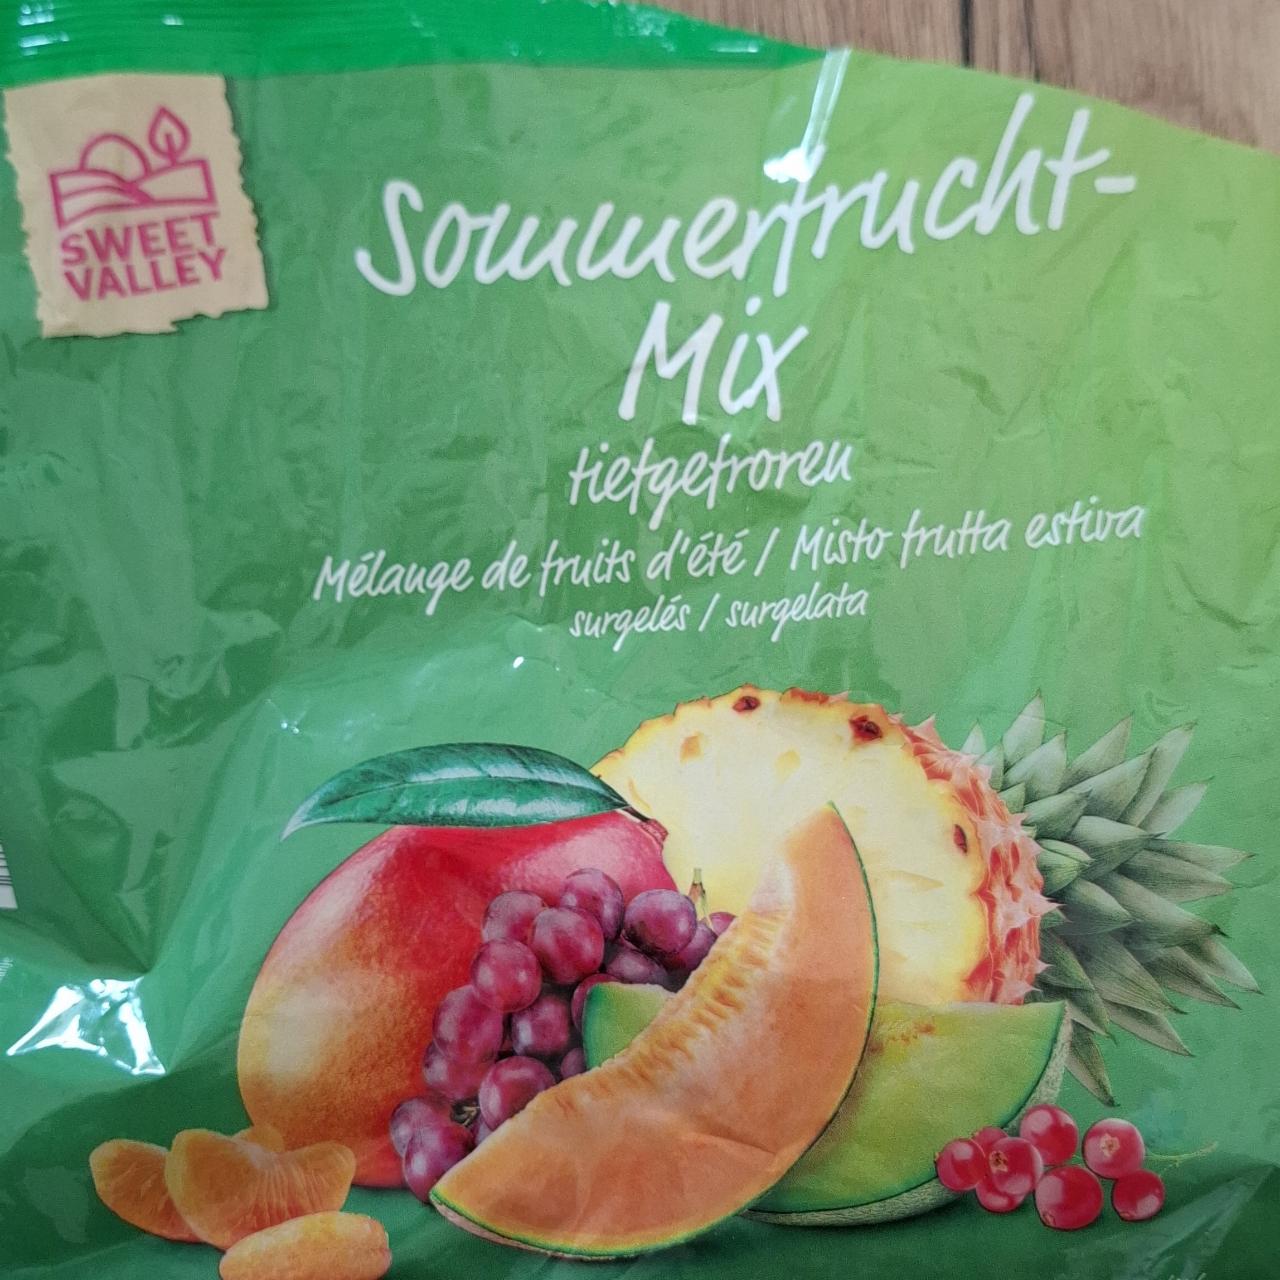 SWEET
VALLEY
Sommerfrucht-
Mix
tiefgefroren
Mélange de fruits d'été / Misto frutta estiva
surgelés / surgelata